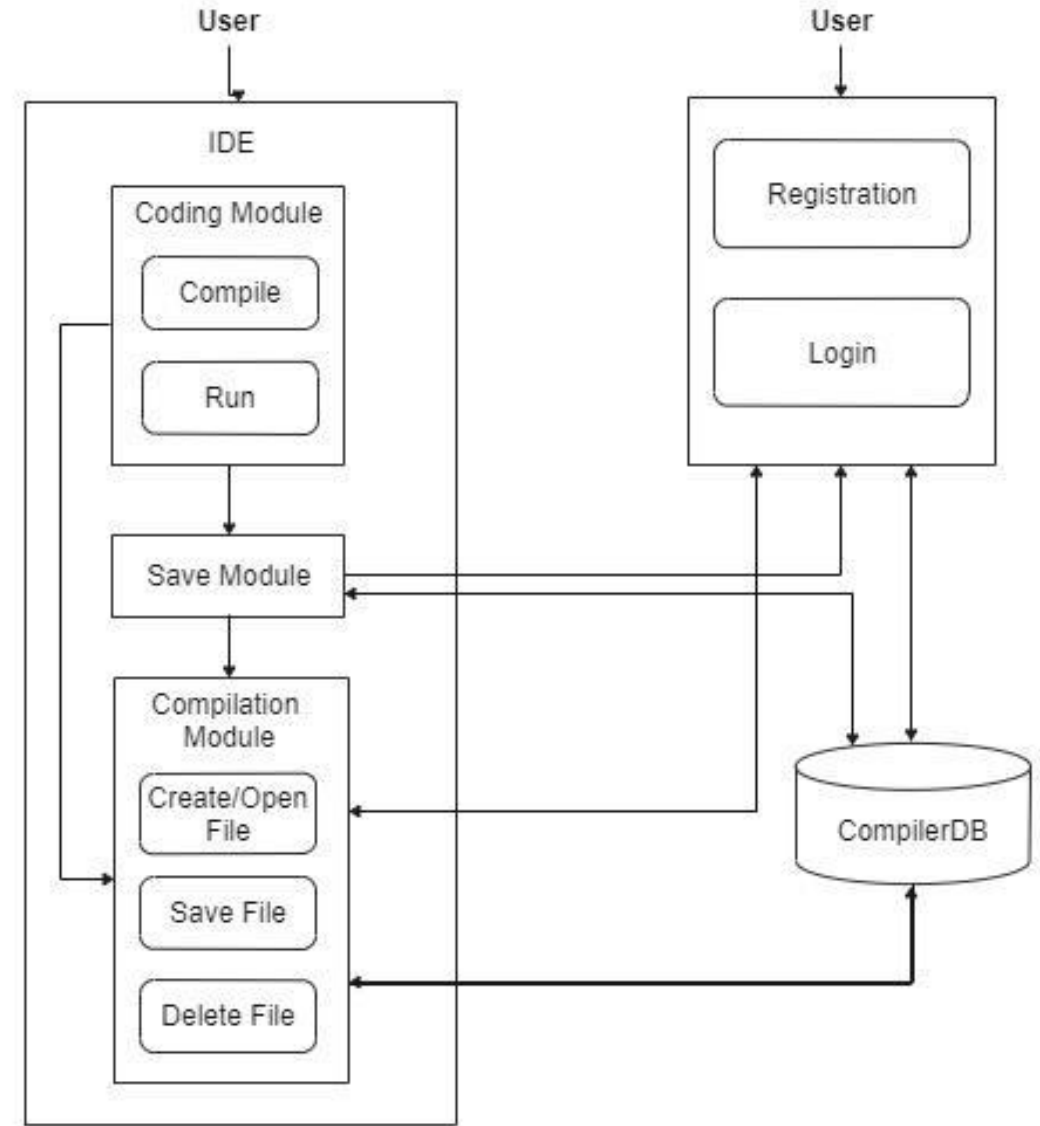 User
IDE
Coding Module
Compile
Run
Save Module
Compilation
Module
Create/Open
File
Save File
Delete File
User
Registration
Login
CompilerDB